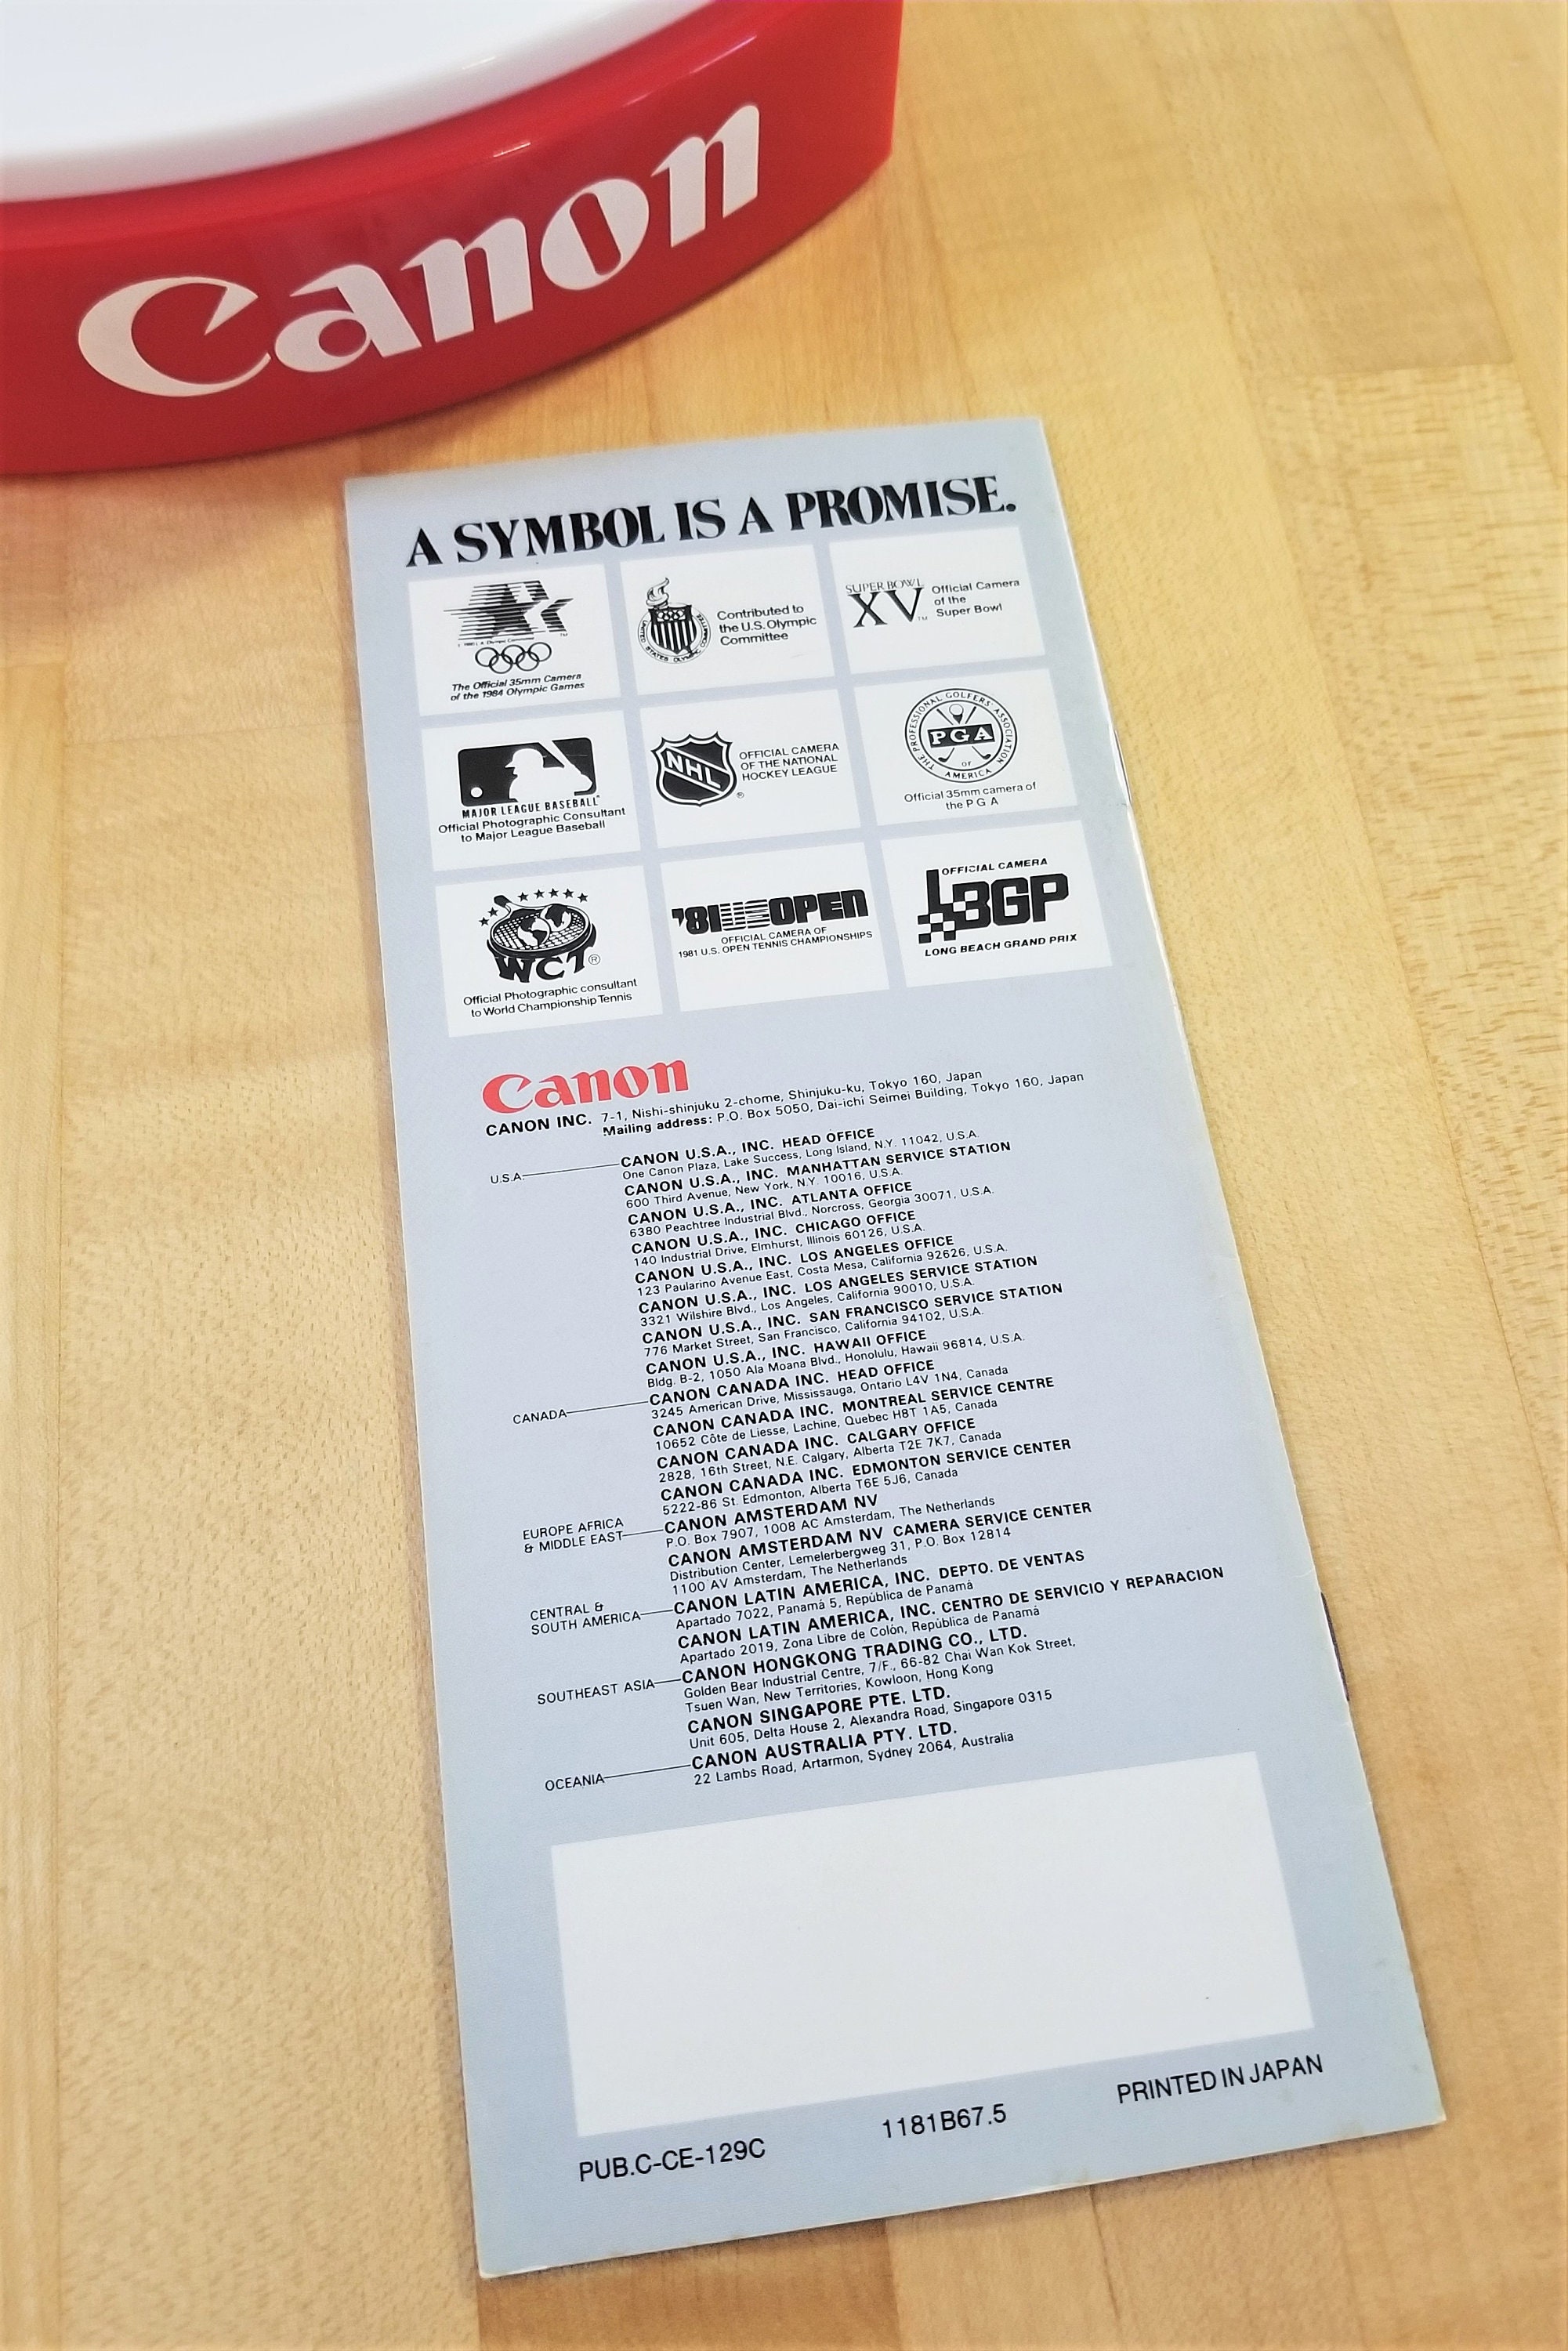 Canon
A SYMBOL IS A PROMISE.
The Official 35mm Camera
of the 1984 Olympic Games
UNITED STATES OLYMPIC COMMITTEE
Contributed to
the U.S. Olympic
Committee
SUPER BOWL
XV
TM
Official Camera
of the
Super Bowl
MAJOR LEAGUE BASEBALL
Official Photographic Consultant
to Major League Baseball
NHL
®
OFFICIAL CAMERA
OF THE NATIONAL
HOCKEY LEAGUE
THE PROFESSIONAL GOLFERS' ASSOCIATION
PGA
OF
AMERICA
Official 35mm camera of
the P G A
WCT®
Official Photographic consultant
to World Championship Tennis
'81 US OPEN
OFFICIAL CAMERA OF
1981 U.S. OPEN TENNIS CHAMPIONSHIPS
OFFICIAL CAMERA
LBGP
LONG BEACH GRAND PRIX
Canon
CANON INC. 7-1, Nishi-shinjuku 2-chome, Shinjuku-ku, Tokyo 160, Japan
Mailing address: P.O. Box 5050, Dai-ichi Seimei Building, Tokyo 160, Japan
U.S.A. CANON U.S.A., INC. HEAD OFFICE
One Canon Plaza, Lake Success, Long Island, N.Y. 11042, U.S.A.
CANON U.S.A., INC. MANHATTAN SERVICE STATION
600 Third Avenue, New York, N.Y. 10016, U.S.A.
CANON U.S.A., INC. ATLANTA OFFICE
6380 Peachtree Industrial Blvd., Norcross, Georgia 30071, U.S.A.
CANON U.S.A., INC. CHICAGO OFFICE
140 Industrial Drive, Elmhurst, Illinois 60126, U.S.A.
CANON U.S.A., INC. LOS ANGELES OFFICE
123 Paularino Avenue East, Costa Mesa, California 92626, U.S.A.
CANON U.S.A., INC. LOS ANGELES SERVICE STATION
3321 Wilshire Blvd., Los Angeles, California 90010, U.S.A.
CANON U.S.A., INC. SAN FRANCISCO SERVICE STATION
776 Market Street, San Francisco, California 94102, U.S.A.
CANON U.S.A., INC. HAWAII OFFICE
Bldg. B-2, 1050 Ala Moana Blvd., Honolulu, Hawaii 96814, U.S.A.
CANADA CANON CANADA INC. HEAD OFFICE
3245 American Drive, Mississauga, Ontario L4V 1N4, Canada
CANON CANADA INC. MONTREAL SERVICE CENTRE
10652 Côte de Liesse, Lachine, Quebec H8T 1A5, Canada
CANON CANADA INC. CALGARY OFFICE
2828, 16th Street, N.E. Calgary, Alberta T2E 7K7, Canada
CANON CANADA INC. EDMONTON SERVICE CENTER
5222-86 St. Edmonton, Alberta T6E 5J6, Canada
EUROPE AFRICA
& MIDDLE EAST CANON AMSTERDAM NV
P.O. Box 7907, 1008 AC Amsterdam, The Netherlands
CANON AMSTERDAM NV CAMERA SERVICE CENTER
Distribution Center, Lemelerbergweg 31, P.O. Box 12814
1100 AV Amsterdam, The Netherlands
CENTRAL &
SOUTH AMERICA CANON LATIN AMERICA, INC. DEPTO. DE VENTAS
Apartado 7022, Panamá 5, República de Panamá
CANON LATIN AMERICA, INC. CENTRO DE SERVICIO Y REPARACION
Apartado 2019, Zona Libre de Colón, República de Panamá
SOUTHEAST ASIA CANON HONGKONG TRADING CO., LTD.
Golden Bear Industrial Centre, 7/F., 66-82 Chai Wan Kok Street,
Tsuen Wan, New Territories, Kowloon, Hong Kong
CANON SINGAPORE PTE. LTD.
Unit 605, Delta House 2, Alexandra Road, Singapore 0315
OCEANIA CANON AUSTRALIA PTY. LTD.
22 Lambs Road, Artarmon, Sydney 2064, Australia
PUB.C-CE-129C 1181B67.5 PRINTED IN JAPAN